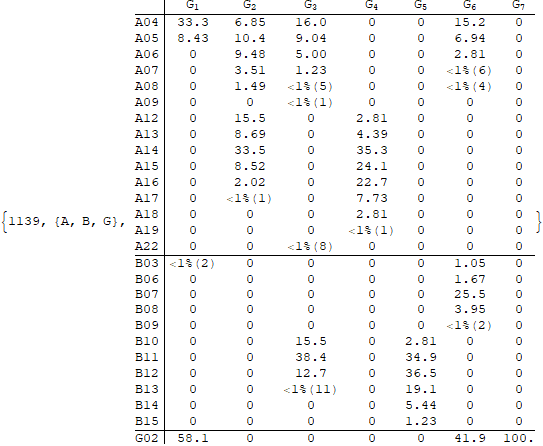 G₁ G₂ G₃ G₄ G₅ G₆ G₇
A04 33.3 6.85 16.0 0 0 15.2 0
A05 8.43 10.4 9.04 0 0 6.94 0
A06 0 9.48 5.00 0 0 2.81 0
A07 0 3.51 1.23 0 0 <1%(6) 0
A08 0 1.49 <1%(5) 0 0 <1%(4) 0
A09 0 0 <1%(1) 0 0 0 0
A12 0 15.5 0 2.81 0 0 0
A13 0 8.69 0 4.39 0 0 0
A14 0 33.5 0 35.3 0 0 0
A15 0 8.52 0 24.1 0 0 0
A16 0 2.02 0 22.7 0 0 0
A17 0 <1%(1) 0 7.73 0 0 0
{1139, {A, B, G}, A18 0 0 0 2.81 0 0 0 }
A19 0 0 0 <1%(1) 0 0 0
A22 0 0 <1%(8) 0 0 0 0
B03 <1%(2) 0 0 0 0 1.05 0
B06 0 0 0 0 0 1.67 0
B07 0 0 0 0 0 25.5 0
B08 0 0 0 0 0 3.95 0
B09 0 0 0 0 0 <1%(2) 0
B10 0 0 15.5 0 2.81 0 0
B11 0 0 38.4 0 34.9 0 0
B12 0 0 12.7 0 36.5 0 0
B13 0 0 <1%(11) 0 19.1 0 0
B14 0 0 0 0 5.44 0 0
B15 0 0 0 0 1.23 0 0
G02 58.1 0 0 0 0 41.9 100.